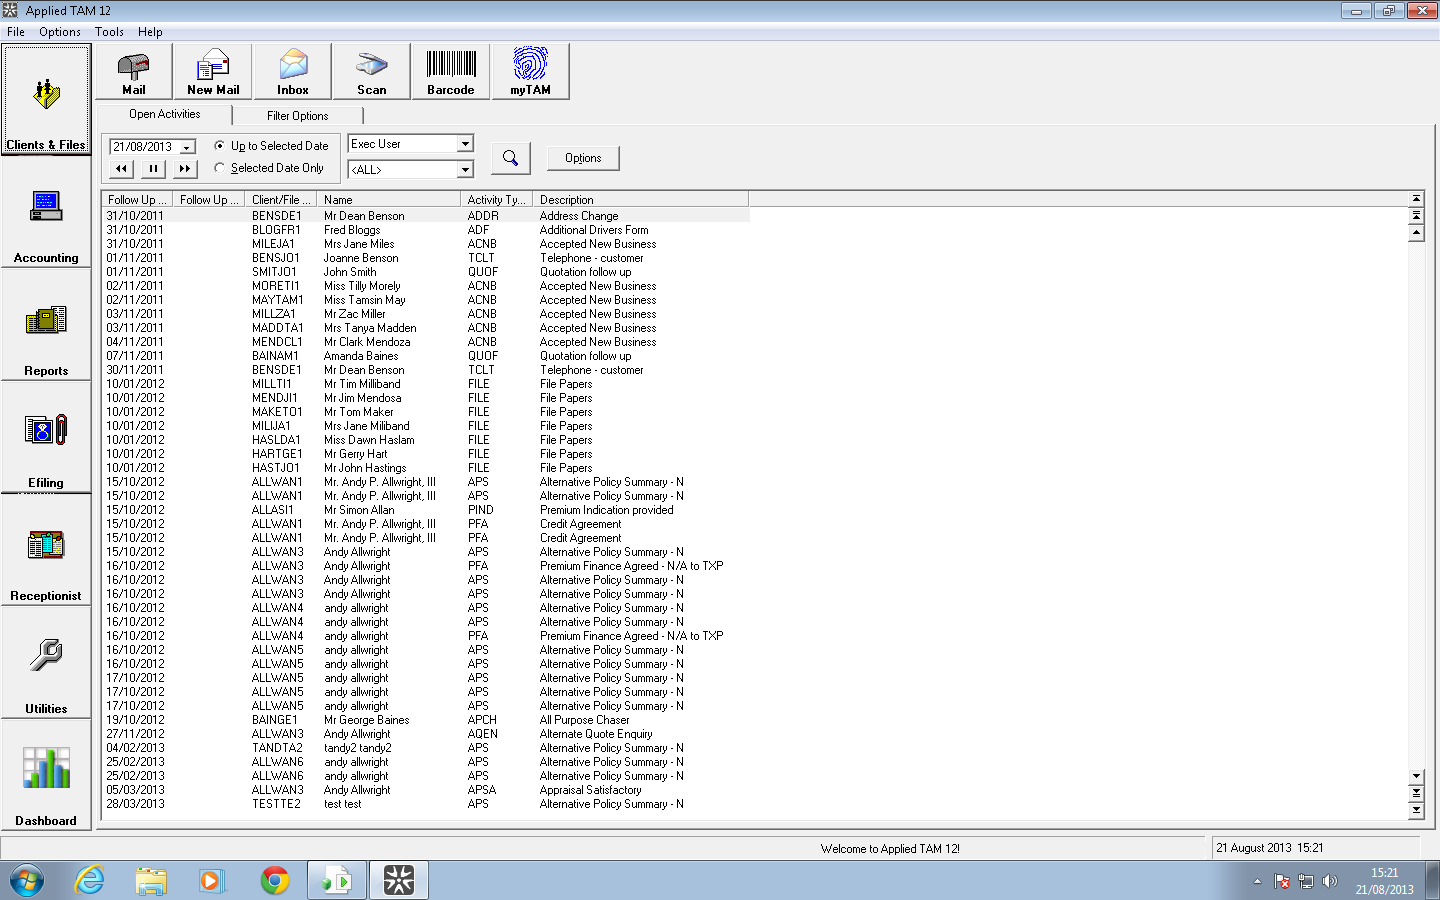 Applied TAM 12
File Options Tools Help
Clients & Files
Accounting
Reports
Efiling
Receptionist
Utilities
Dashboard
Mail New Mail Inbox Scan Barcode myTAM
Open Activities Filter Options
21/08/2013 Up to Selected Date Exec User
Selected Date Only <ALL>
Options
Follow Up ... Follow Up ... Client/File ... Name Activity Ty... Description
31/10/2011 BENSDE1 Mr Dean Benson ADDR Address Change
31/10/2011 BLOGFR1 Fred Bloggs ADF Additional Drivers Form
31/10/2011 MILEJA1 Mrs Jane Miles ACNB Accepted New Business
01/11/2011 BENSJO1 Joanne Benson TCLT Telephone - customer
01/11/2011 SMITJO1 John Smith QUOF Quotation follow up
02/11/2011 MORETI1 Miss Tilly Morely ACNB Accepted New Business
02/11/2011 MAYTAM1 Miss Tamsin May ACNB Accepted New Business
03/11/2011 MILLZA1 Mr Zac Miller ACNB Accepted New Business
03/11/2011 MADDTA1 Mrs Tanya Madden ACNB Accepted New Business
04/11/2011 MENDCL1 Mr Clark Mendoza ACNB Accepted New Business
07/11/2011 BAINAM1 Amanda Baines QUOF Quotation follow up
30/11/2011 BENSDE1 Mr Dean Benson TCLT Telephone - customer
10/01/2012 MILLTI1 Mr Tim Milliband FILE File Papers
10/01/2012 MENDJI1 Mr Jim Mendosa FILE File Papers
10/01/2012 MAKETO1 Mr Tom Maker FILE File Papers
10/01/2012 MILIJA1 Mrs Jane Miliband FILE File Papers
10/01/2012 HASLDA1 Miss Dawn Haslam FILE File Papers
10/01/2012 HARTGE1 Mr Gerry Hart FILE File Papers
10/01/2012 HASTJO1 Mr John Hastings FILE File Papers
15/10/2012 ALLWAN1 Mr. Andy P. Allwright, III APS Alternative Policy Summary - N
15/10/2012 ALLWAN1 Mr. Andy P. Allwright, III APS Alternative Policy Summary - N
15/10/2012 ALLASI1 Mr Simon Allan PIND Premium Indication provided
15/10/2012 ALLWAN1 Mr. Andy P. Allwright, III PFA Credit Agreement
15/10/2012 ALLWAN1 Mr. Andy P. Allwright, III PFA Credit Agreement
15/10/2012 ALLWAN3 Andy Allwright APS Alternative Policy Summary - N
16/10/2012 ALLWAN3 Andy Allwright PFA Premium Finance Agreed - N/A to TXP
16/10/2012 ALLWAN3 Andy Allwright APS Alternative Policy Summary - N
16/10/2012 ALLWAN3 Andy Allwright APS Alternative Policy Summary - N
16/10/2012 ALLWAN4 andy allwright APS Alternative Policy Summary - N
16/10/2012 ALLWAN4 andy allwright APS Alternative Policy Summary - N
16/10/2012 ALLWAN4 andy allwright PFA Premium Finance Agreed - N/A to TXP
16/10/2012 ALLWAN5 andy allwright APS Alternative Policy Summary - N
16/10/2012 ALLWAN5 andy allwright APS Alternative Policy Summary - N
17/10/2012 ALLWAN5 andy allwright APS Alternative Policy Summary - N
17/10/2012 ALLWAN5 andy allwright APS Alternative Policy Summary - N
17/10/2012 ALLWAN5 andy allwright APS Alternative Policy Summary - N
19/10/2012 BAINGE1 Mr George Baines APCH All Purpose Chaser
27/11/2012 ALLWAN3 Andy Allwright AQEN Alternate Quote Enquiry
04/02/2013 TANDTA2 tandy2 tandy2 APS Alternative Policy Summary - N
25/02/2013 ALLWAN6 andy allwright APS Alternative Policy Summary - N
25/02/2013 ALLWAN6 andy allwright APS Alternative Policy Summary - N
05/03/2013 ALLWAN3 Andy Allwright APSA Appraisal Satisfactory
28/03/2013 TESTTE2 test test APS Alternative Policy Summary - N
Welcome to Applied TAM 12! 21 August 2013 15:21
15:21
21/08/2013